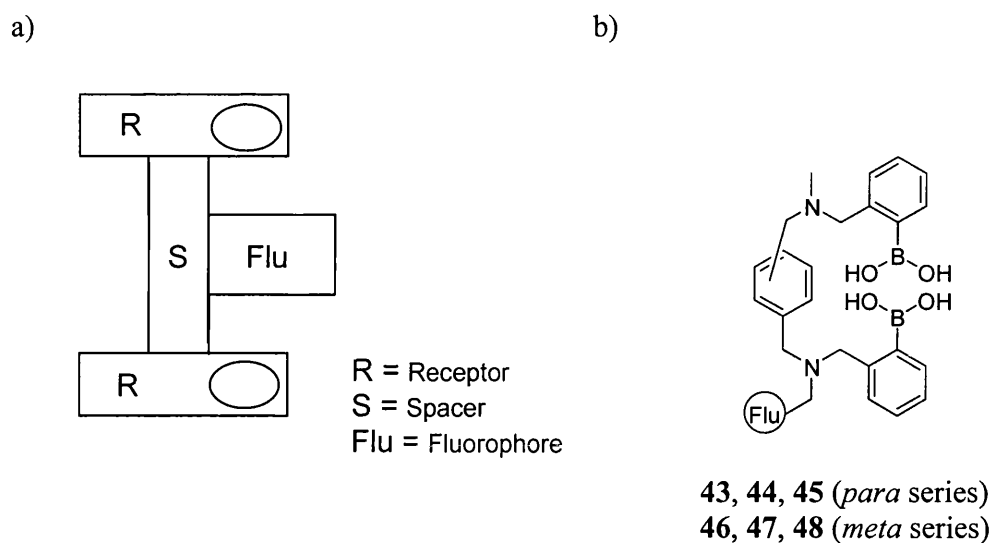 a)
b)
R
S
Flu
R
R = Receptor
S = Spacer
Flu = Fluorophore
N
B
HO
OH
HO
OH
B
N
Flu
43, 44, 45 (para series)
46, 47, 48 (meta series)